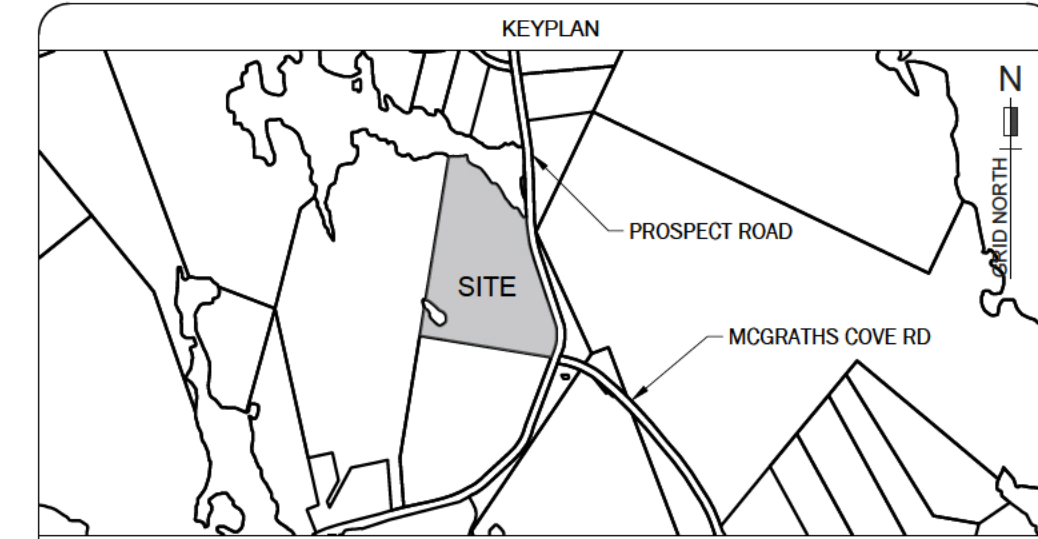 KEYPLAN
N
GRID NORTH
PROSPECT ROAD
SITE
MCGRATHS COVE RD